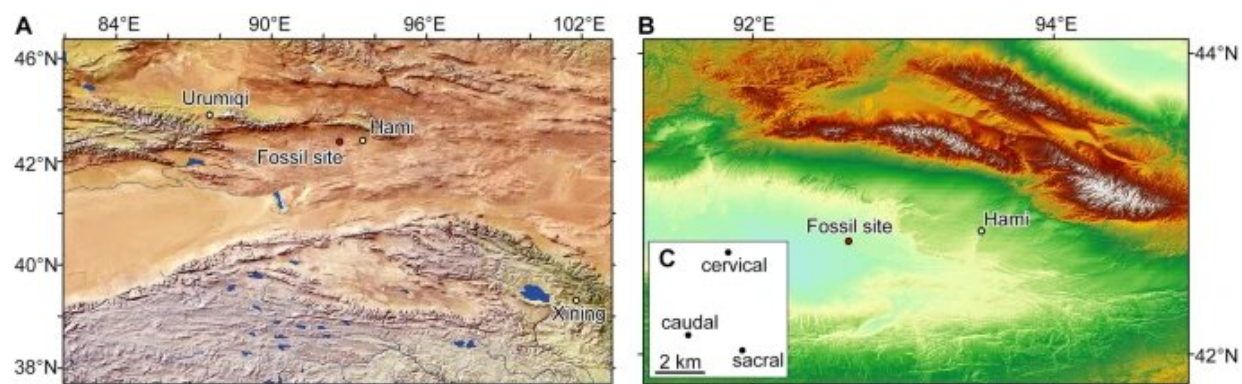 A
84°E
90°E
96°E
102°E
46°N
42°N
40°N
38°N
Urumiqi
Hami
Fossil site
Xining
B
92°E
94°E
44°N
42°N
Fossil site
Hami
C
cervical
caudal
sacral
2 km